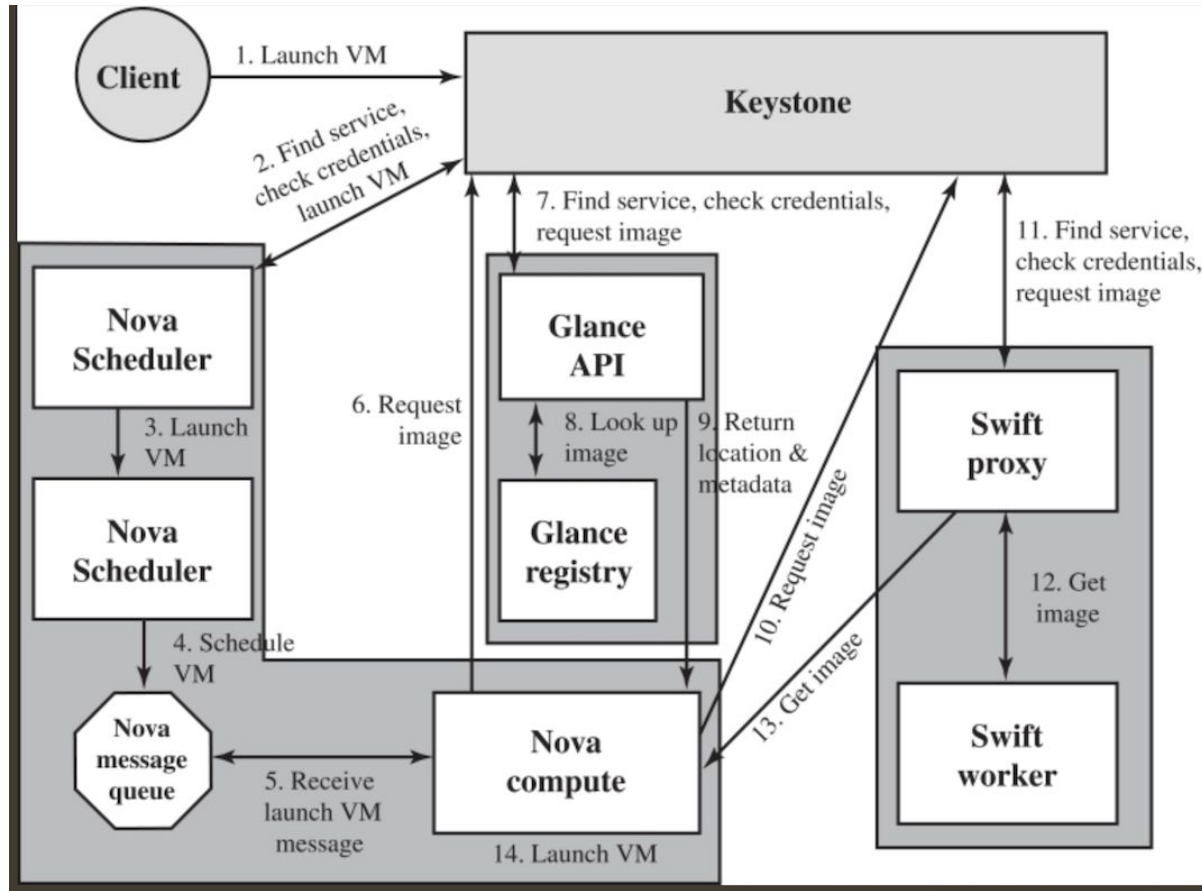 Client
1. Launch VM
Keystone
2. Find service,
check credentials,
launch VM
7. Find service, check credentials,
request image
11. Find service,
check credentials,
request image
Nova
Scheduler
Glance
API
6. Request
image
3. Launch
VM
8. Look up
image
9. Return
location &
metadata
Swift
proxy
Nova
Scheduler
Glance
registry
10. Request image
12. Get
image
4. Schedule
VM
13. Get image
Nova
message
queue
5. Receive
launch VM
message
Nova
compute
14. Launch VM
Swift
worker